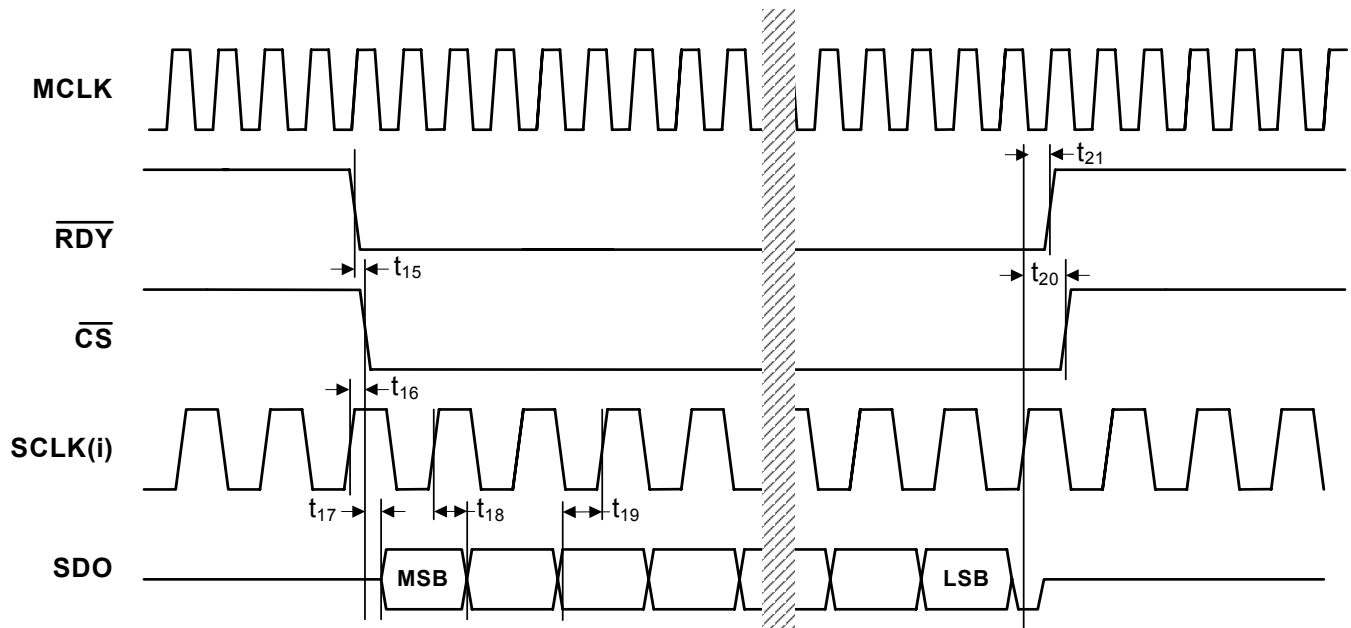 MCLK
t21
RDY
t15
t20
CS
t16
SCLK(i)
t17
t18
t19
SDO
MSB
LSB